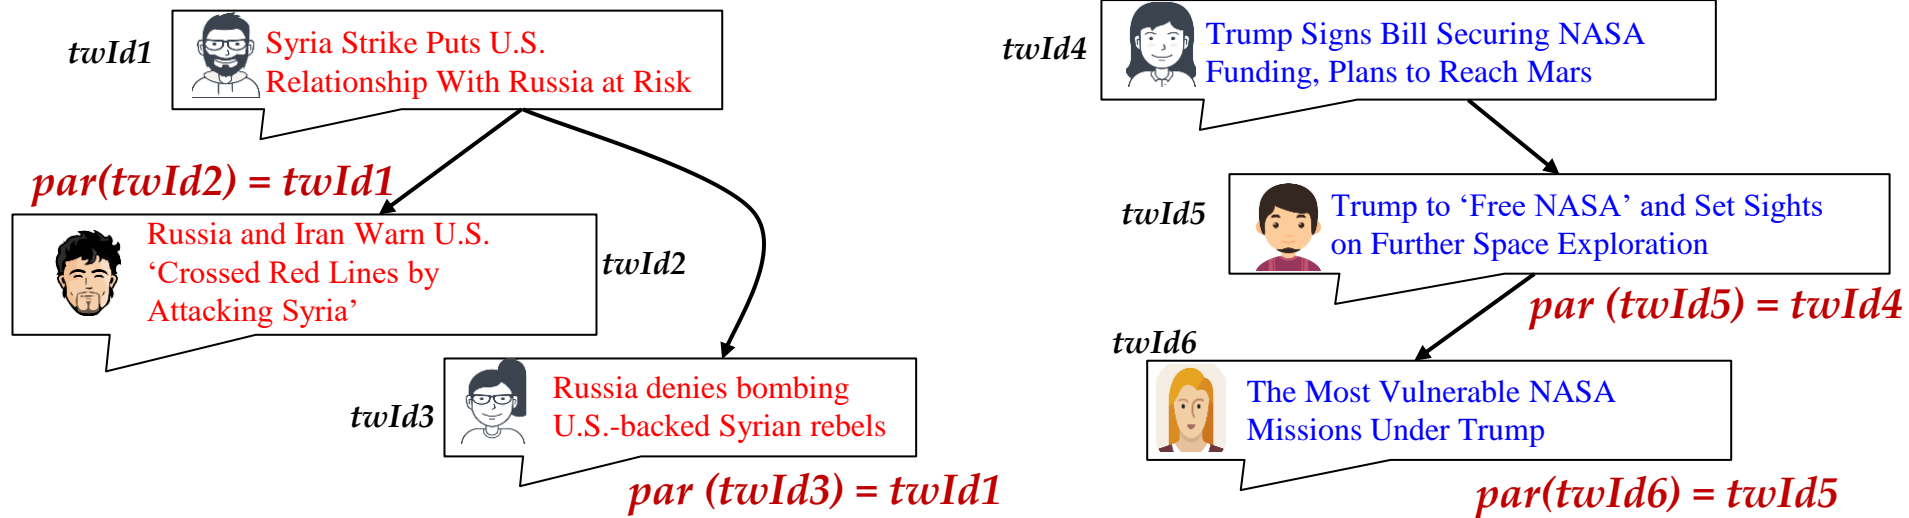 twId1
Syria Strike Puts U.S.
Relationship With Russia at Risk
par(twId2) = twId1
Russia and Iran Warn U.S.
‘Crossed Red Lines by
Attacking Syria’
twId2
twId3
Russia denies bombing
U.S.-backed Syrian rebels
par (twId3) = twId1
twId4
Trump Signs Bill Securing NASA
Funding, Plans to Reach Mars
twId5
Trump to ‘Free NASA’ and Set Sights
on Further Space Exploration
par (twId5) = twId4
twId6
The Most Vulnerable NASA
Missions Under Trump
par(twId6) = twId5